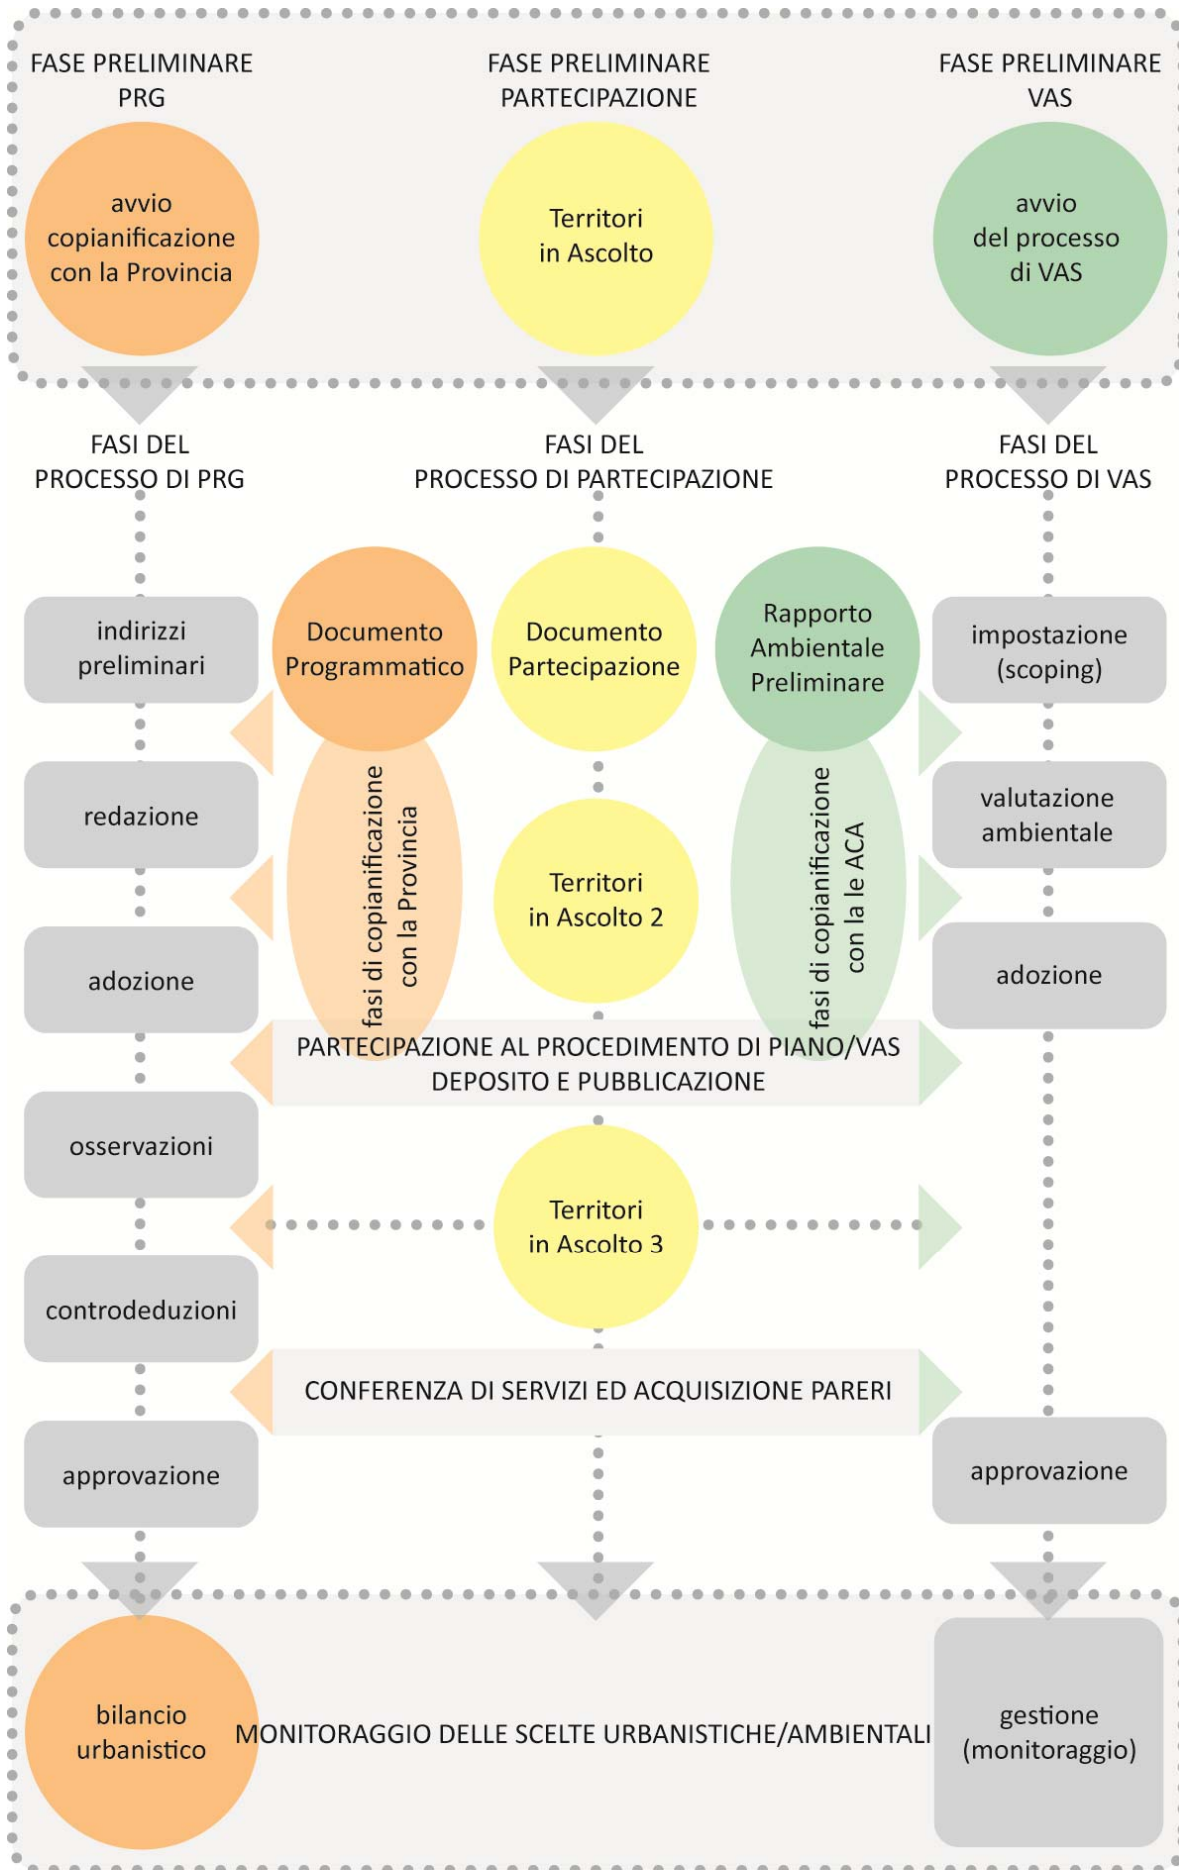 FASE PRELIMINARE
PRG
FASE PRELIMINARE
PARTECIPAZIONE
FASE PRELIMINARE
VAS
avvio
copianificazione
con la Provincia
Territori
in Ascolto
avvio
del processo
di VAS
FASI DEL
PROCESSO DI PRG
FASI DEL
PROCESSO DI PARTECIPAZIONE
FASI DEL
PROCESSO DI VAS
indirizzi
preliminari
Documento
Programmatico
Documento
Partecipazione
Rapporto
Ambientale
Preliminare
impostazione
(scoping)
fasi di copianificazione
con la Provincia
fasi di copianificazione
con la le ACA
redazione
valutazione
ambientale
Territori
in Ascolto 2
adozione
adozione
PARTECIPAZIONE AL PROCEDIMENTO DI PIANO/VAS
DEPOSITO E PUBBLICAZIONE
osservazioni
Territori
in Ascolto 3
controdeduzioni
CONFERENZA DI SERVIZI ED ACQUISIZIONE PARERI
approvazione
approvazione
bilancio
urbanistico
MONITORAGGIO DELLE SCELTE URBANISTICHE/AMBIENTALI
gestione
(monitoraggio)